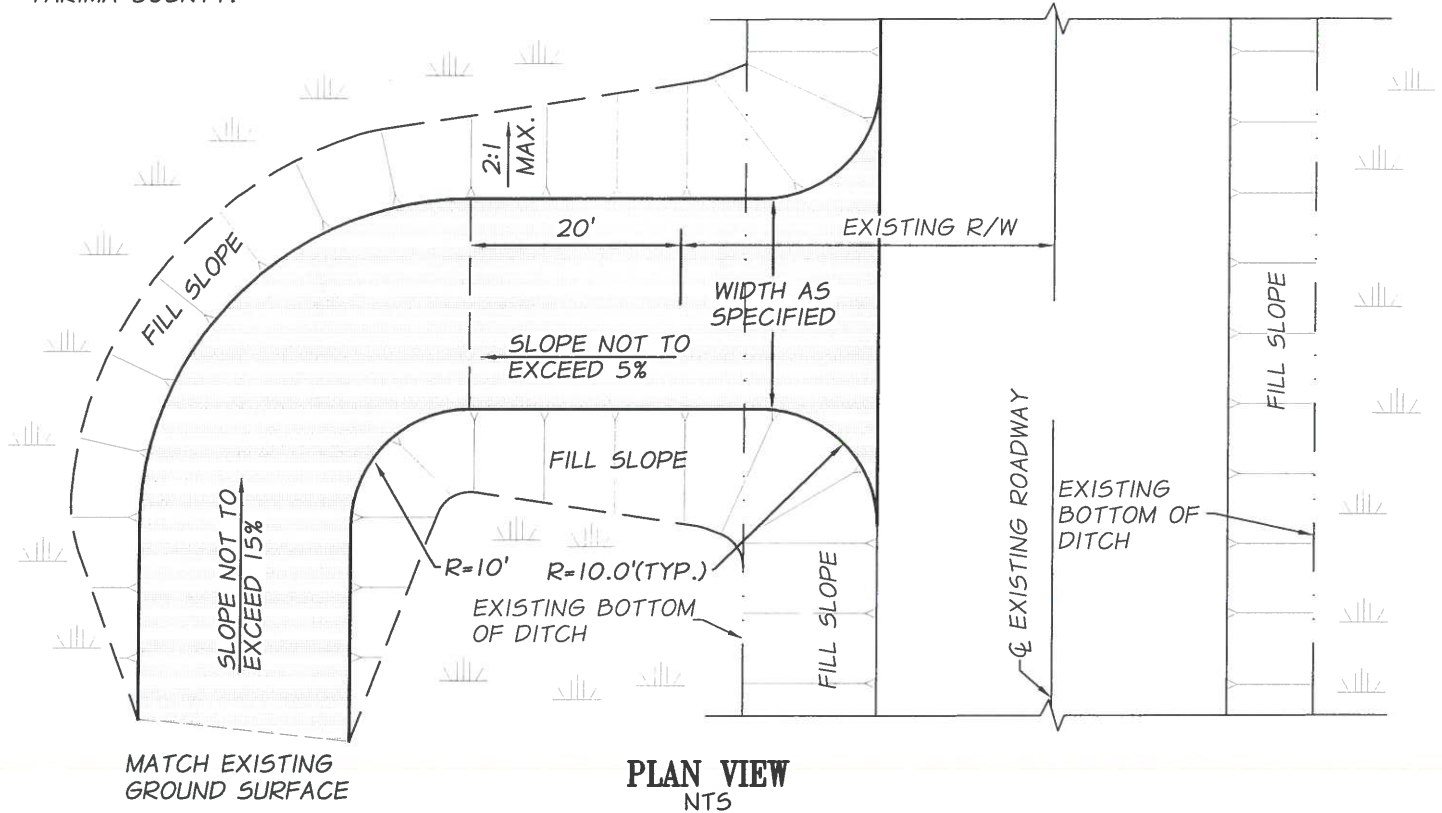 YAKIMA COUNTY.
2:1
MAX.
20'
EXISTING R/W
FILL SLOPE
WIDTH AS
SPECIFIED
SLOPE NOT TO
EXCEED 5%
FILL SLOPE
FILL SLOPE
SLOPE NOT TO
EXCEED 15%
R=10'
R=10.0'(TYP.)
EXISTING BOTTOM
OF DITCH
FILL SLOPE
℄ EXISTING ROADWAY
EXISTING
BOTTOM OF
DITCH
MATCH EXISTING
GROUND SURFACE
PLAN VIEW
NTS